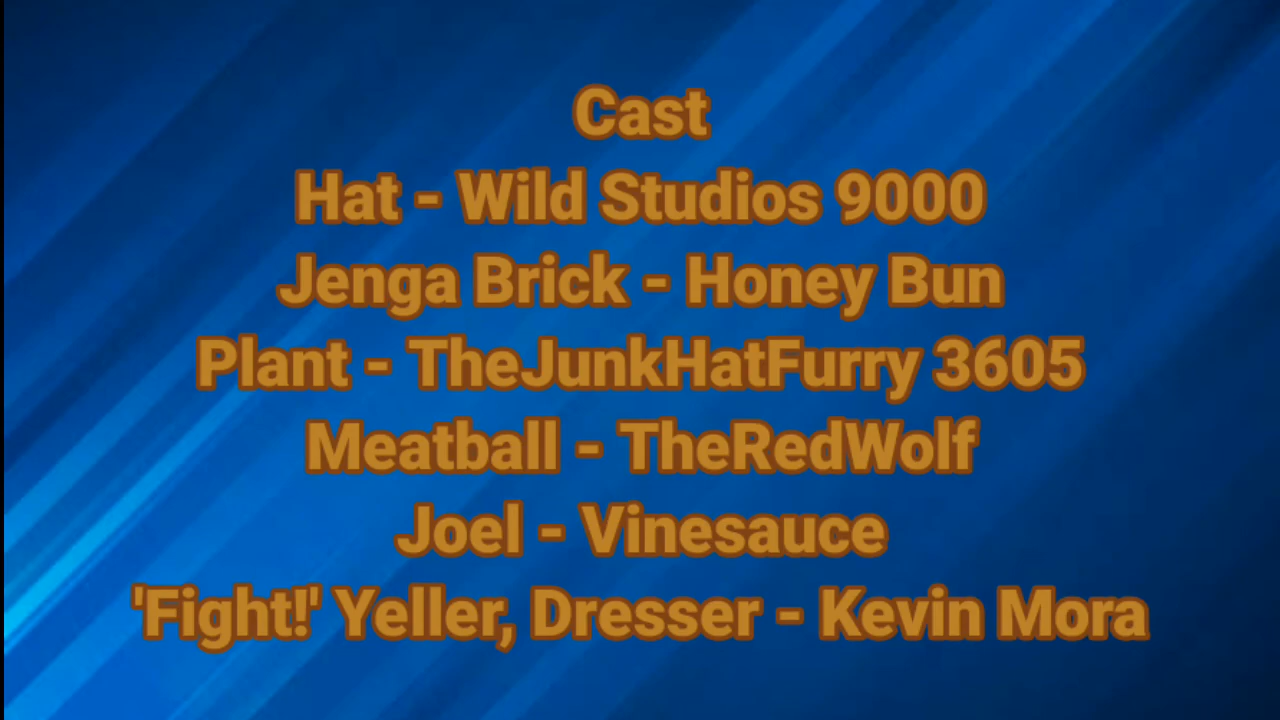 Cast
Hat - Wild Studios 9000
Jenga Brick - Honey Bun
Plant - TheJunkHatFurry 3605
Meatball - TheRedWolf
Joel - Vinesauce
'Fight!' Yeller, Dresser - Kevin Mora